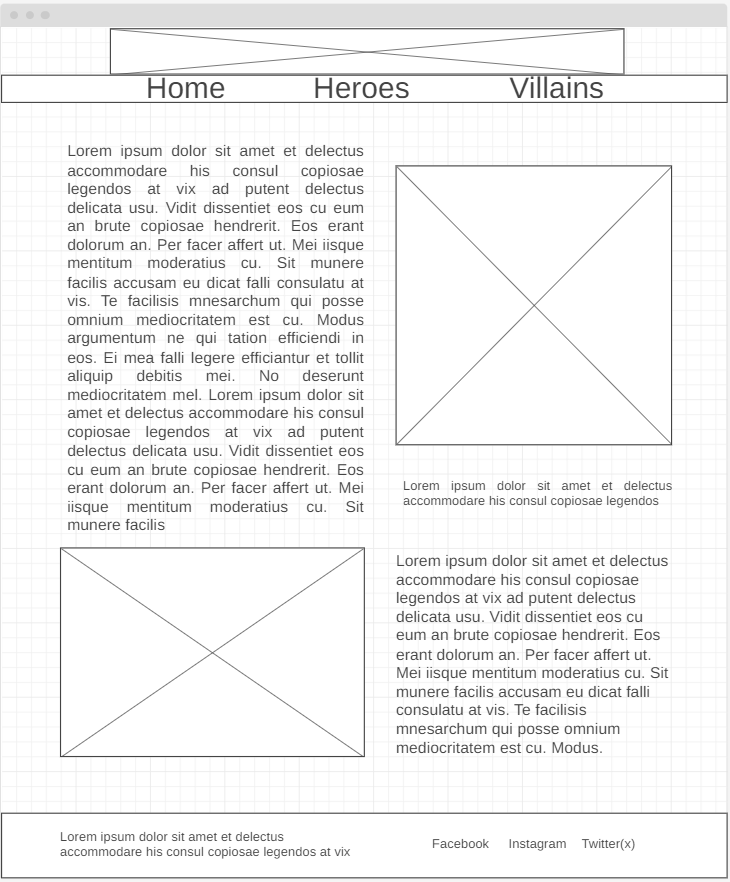 Home Heroes Villains
Lorem ipsum dolor sit amet et delectus
accommodare his consul copiosae
legendos at vix ad putent delectus
delicata usu. Vidit dissentiet eos cu eum
an brute copiosae hendrerit. Eos erant
dolorum an. Per facer affert ut. Mei iisque
mentitum moderatius cu. Sit munere
facilis accusam eu dicat falli consulatu at
vis. Te facilisis mnesarchum qui posse
omnium mediocritatem est cu. Modus
argumentum ne qui tation efficiendi in
eos. Ei mea falli legere efficiantur et tollit
aliquip debitis mei. No deserunt
mediocritatem mel. Lorem ipsum dolor sit
amet et delectus accommodare his consul
copiosae legendos at vix ad putent
delectus delicata usu. Vidit dissentiet eos
cu eum an brute copiosae hendrerit. Eos
erant dolorum an. Per facer affert ut. Mei
iisque mentitum moderatius cu. Sit
munere facilis
Lorem ipsum dolor sit amet et delectus
accommodare his consul copiosae legendos
Lorem ipsum dolor sit amet et delectus
accommodare his consul copiosae
legendos at vix ad putent delectus
delicata usu. Vidit dissentiet eos cu
eum an brute copiosae hendrerit. Eos
erant dolorum an. Per facer affert ut.
Mei iisque mentitum moderatius cu. Sit
munere facilis accusam eu dicat falli
consulatu at vis. Te facilisis
mnesarchum qui posse omnium
mediocritatem est cu. Modus.
Lorem ipsum dolor sit amet et delectus
accommodare his consul copiosae legendos at vix
Facebook Instagram Twitter(x)